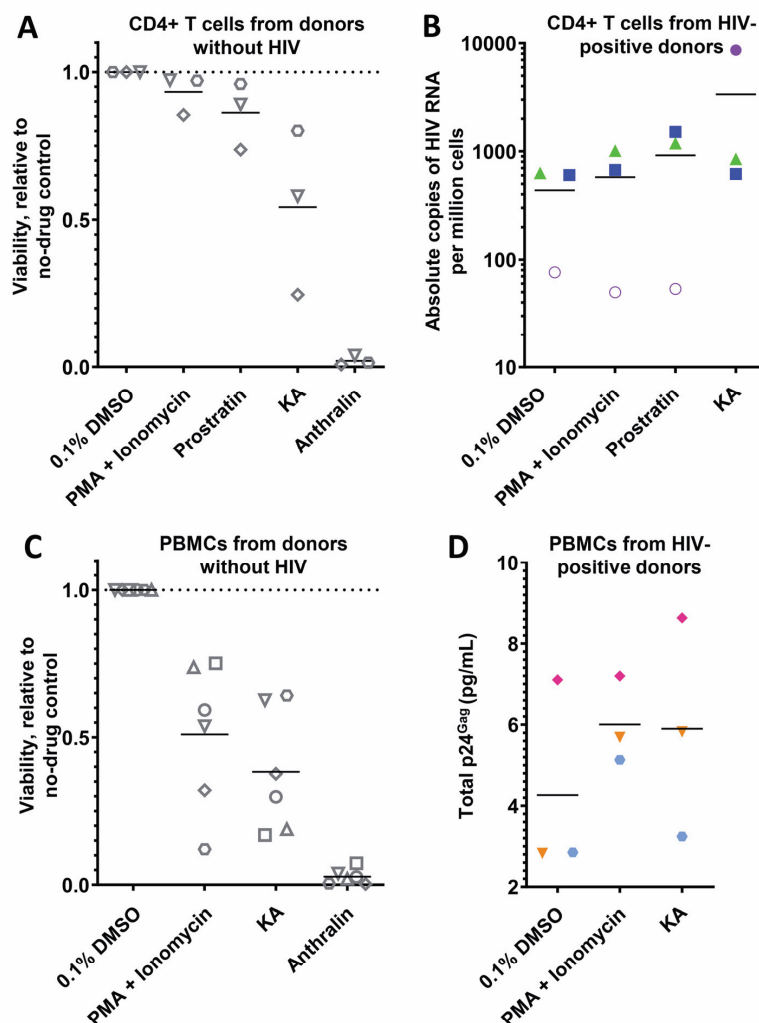 A
CD4+ T cells from donors
without HIV
Viability, relative to
no-drug control
1.0
0.5
0.0
0.1% DMSO
PMA + Ionomycin
Prostratin
KA
Anthralin
B
CD4+ T cells from HIV-
positive donors
Absolute copies of HIV RNA
per million cells
10000
1000
100
10
0.1% DMSO
PMA + Ionomycin
Prostratin
KA
C
PBMCs from donors
without HIV
Viability, relative to
no-drug control
1.0
0.5
0.0
0.1% DMSO
PMA + Ionomycin
KA
Anthralin
D
PBMCs from HIV-
positive donors
Total p24Gag (pg/mL)
10
8
6
4
2
0.1% DMSO
PMA + Ionomycin
KA